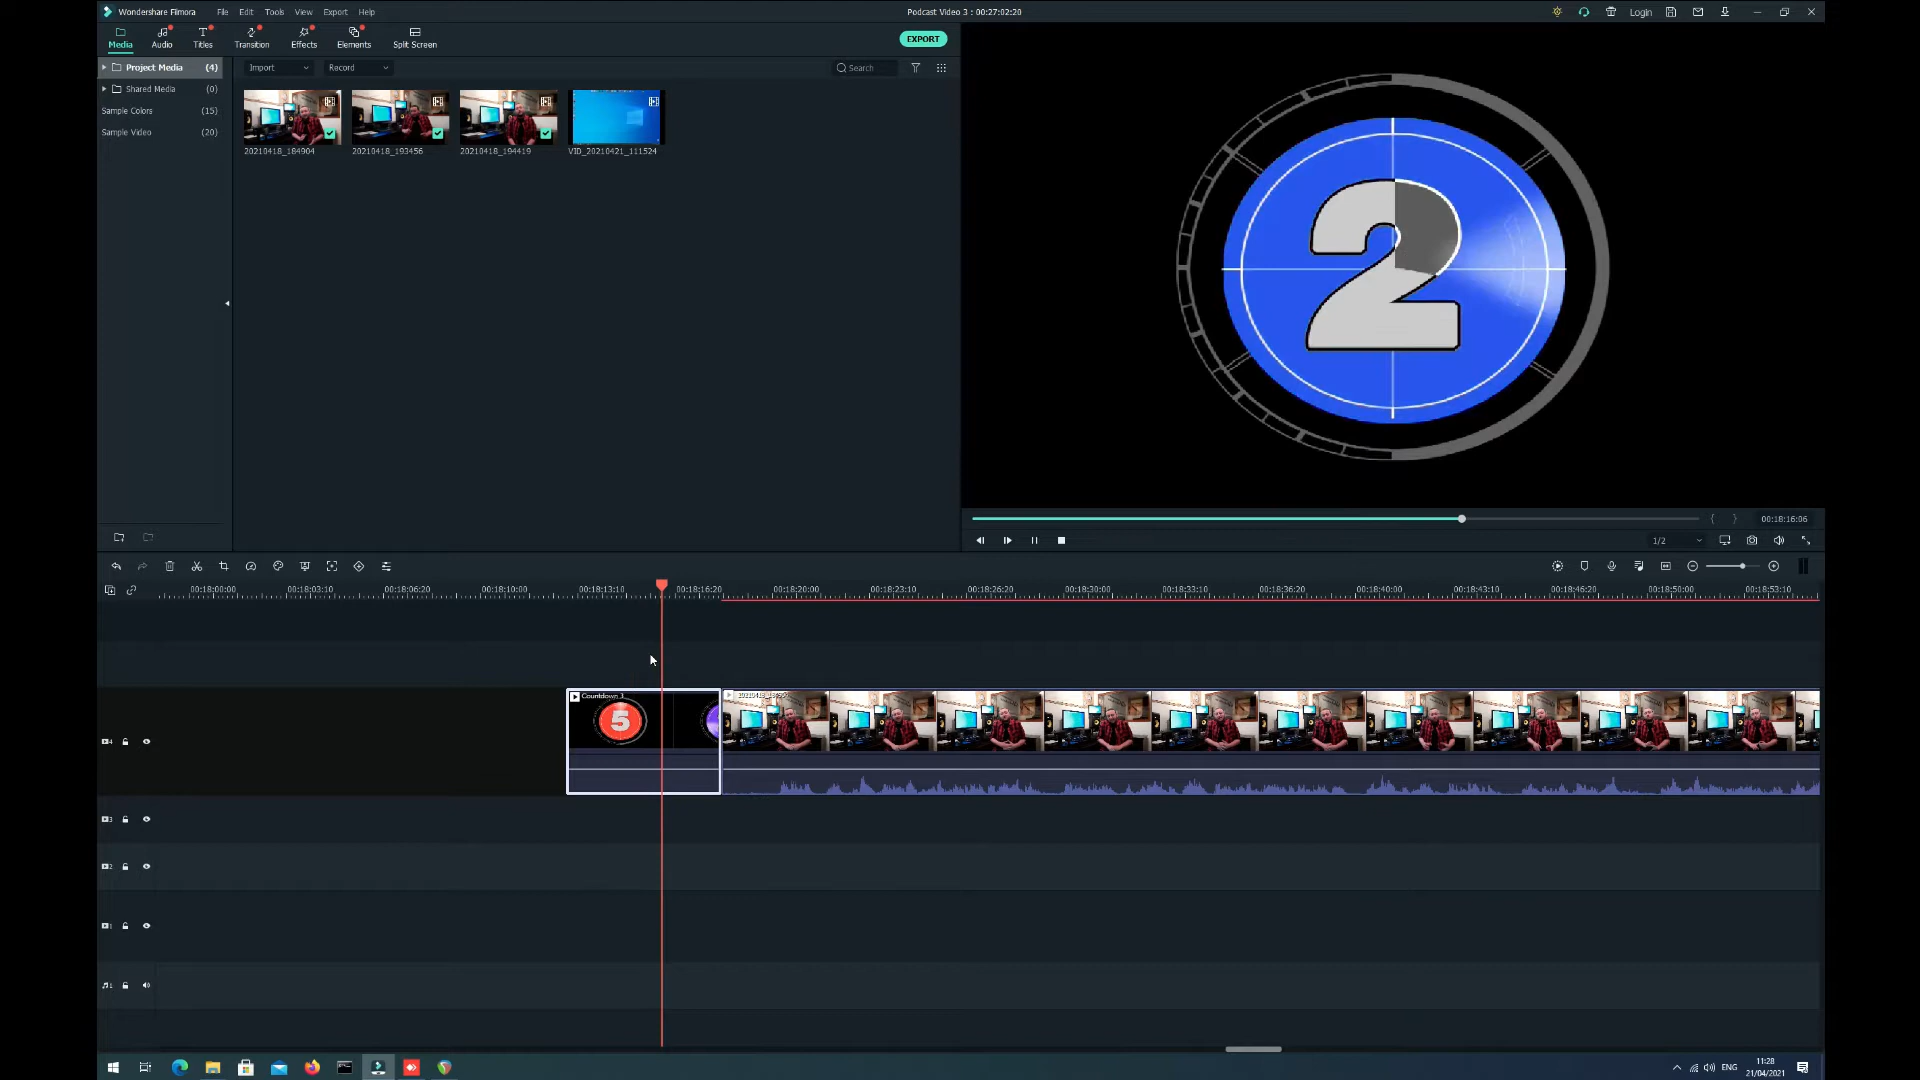 Wondershare Filmora File Edit Tools View Export Help Podcast Video 3 : 00:27:02:20 Login
Media Audio Titles Transition Effects Elements Split Screen EXPORT
Project Media (4) Import Record Search
Shared Media (0)
Sample Colors (15)
Sample Video (20)
20210418_184904 20210418_193456 20210418_194419 VID_20210421_111524
2
{ } 00:18:16:06
1/2
00:18:00:00 00:18:03:10 00:18:06:20 00:18:10:00 00:18:13:10 00:18:16:20 00:18:20:00 00:18:23:10 00:18:26:20 00:18:30:00 00:18:33:10 00:18:36:20 00:18:40:00 00:18:43:10 00:18:46:20 00:18:50:00 00:18:53:10
Countdown 1
5
4
3
2
1
1
ENG 11:28
21/04/2021